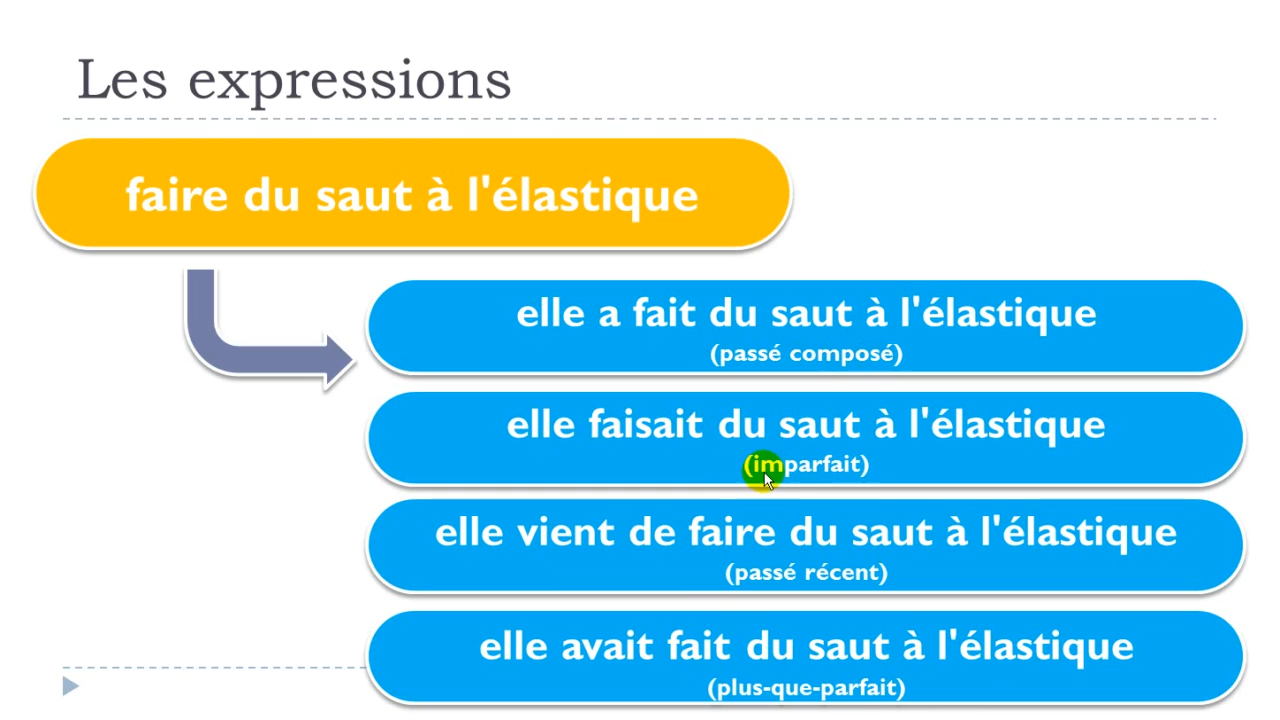 Les expressions
faire du saut à l'élastique
elle a fait du saut à l'élastique
(passé composé)
elle faisait du saut à l'élastique
(imparfait)
elle vient de faire du saut à l'élastique
(passé récent)
elle avait fait du saut à l'élastique
(plus-que-parfait)